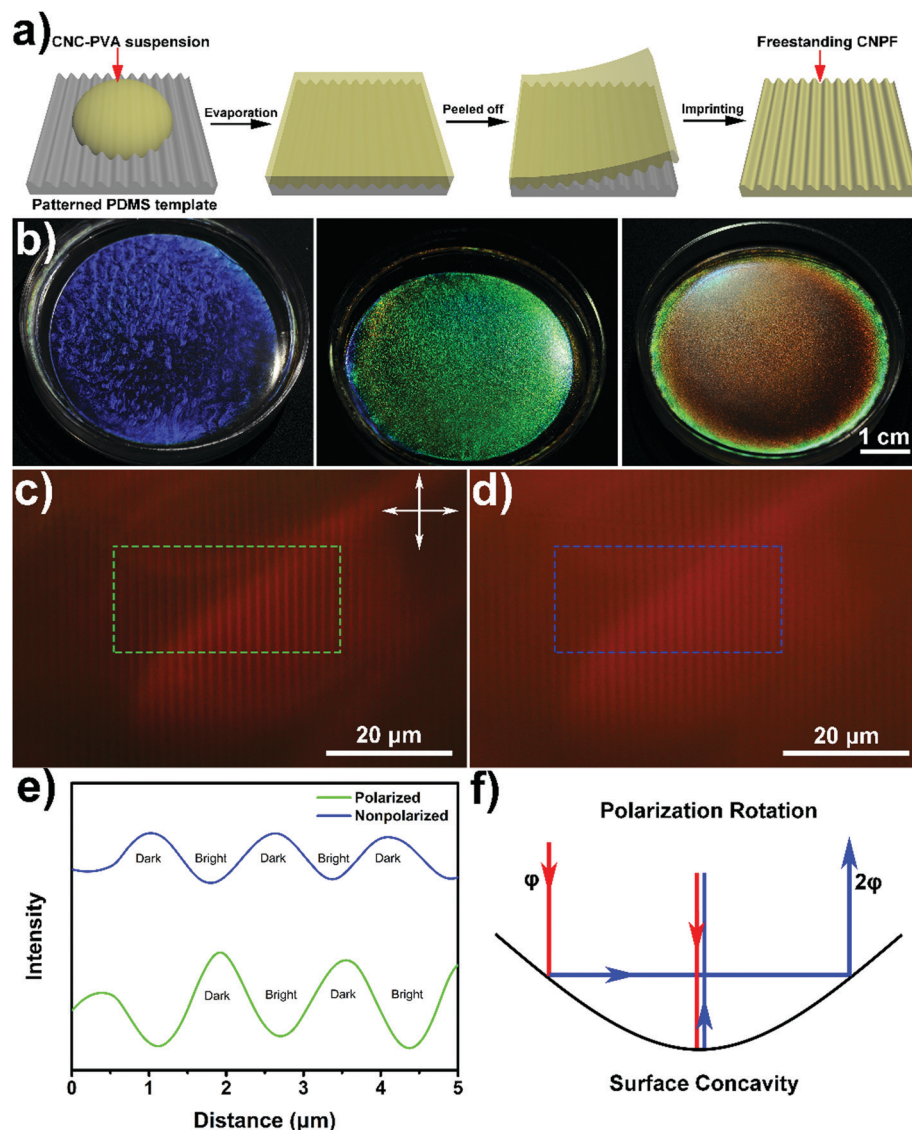 a)
CNC-PVA suspension
Freestanding CNPF
Evaporation
Peeled off
Imprinting
Patterned PDMS template
b)
1 cm
c)
d)
20 µm
20 µm
e)
Polarized
Nonpolarized
Dark
Bright
Dark
Bright
Dark
Dark
Bright
Dark
Bright
Intensity
0
1
2
3
4
5
Distance (µm)
f)
Polarization Rotation
φ
2φ
Surface Concavity